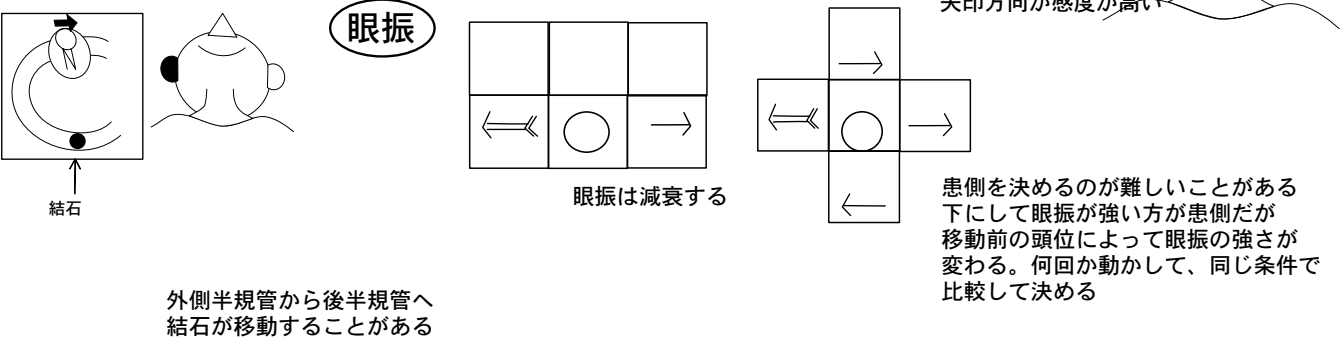 眼振
矢印方向が感度が高い
結石
眼振は減衰する
患側を決めるのが難しいことがある
下にして眼振が強い方が患側だが
移動前の頭位によって眼振の強さが
変わる。何回か動かして、同じ条件で
比較して決める
外側半規管から後半規管へ
結石が移動することがある